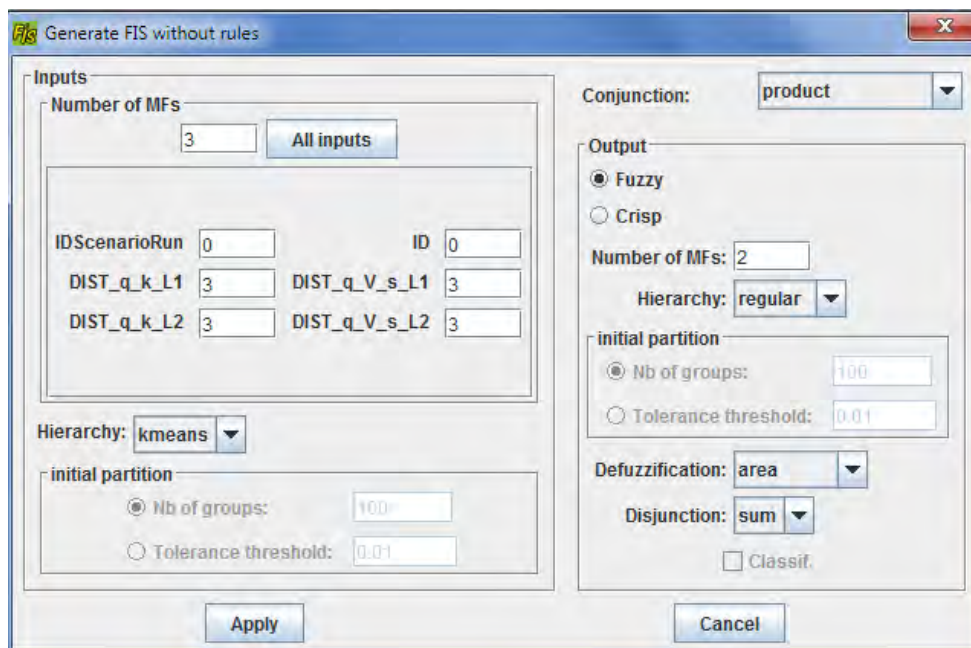 Fis Generate FIS without rules
Inputs
Number of MFs
3 All inputs
IDScenarioRun 0 ID 0
DIST_q_k_L1 3 DIST_q_V_s_L1 3
DIST_q_k_L2 3 DIST_q_V_s_L2 3
Hierarchy: kmeans
initial partition
Nb of groups: 100
Tolerance threshold: 0.01
Conjunction: product
Output
Fuzzy
Crisp
Number of MFs: 2
Hierarchy: regular
initial partition
Nb of groups: 100
Tolerance threshold: 0.01
Defuzzification: area
Disjunction: sum
Classif.
Apply Cancel